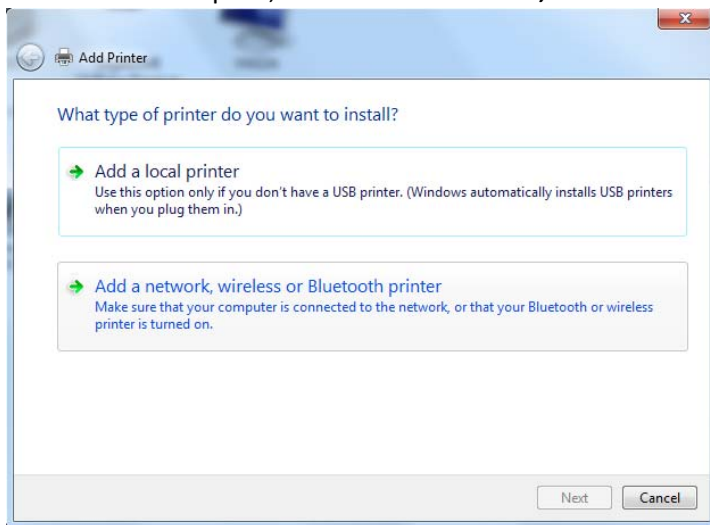 Add Printer
What type of printer do you want to install?
Add a local printer
Use this option only if you don't have a USB printer. (Windows automatically installs USB printers
when you plug them in.)
Add a network, wireless or Bluetooth printer
Make sure that your computer is connected to the network, or that your Bluetooth or wireless
printer is turned on.
Next Cancel